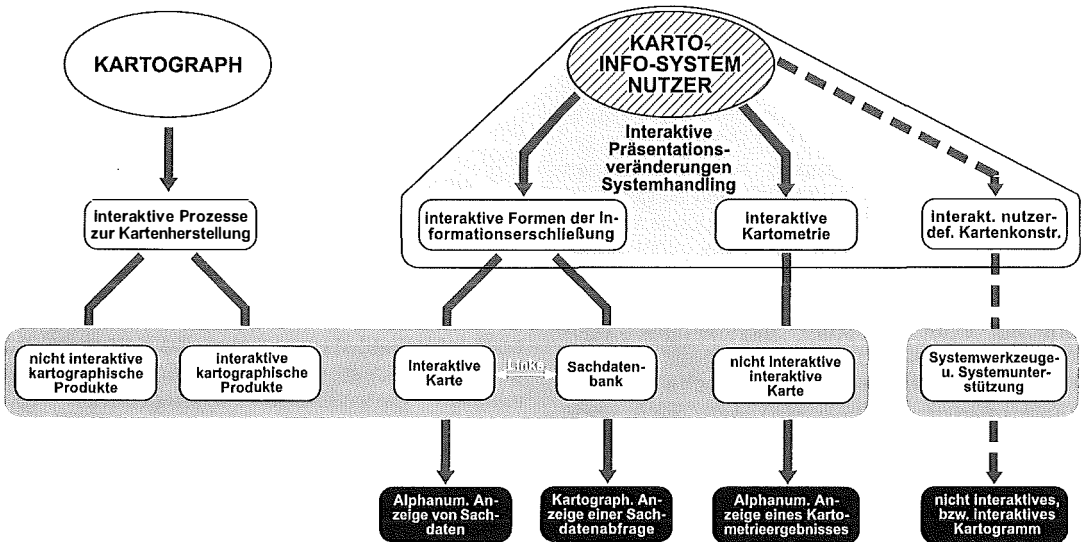 KARTOGRAPH
KARTO-
INFO-SYSTEM
NUTZER
Interaktive
Präsentations-
veränderungen
Systemhandling
interaktive Prozesse
zur Kartenherstellung
interaktive Formen der In-
formationserschließung
interaktive
Kartometrie
interakt. nutzer-
def. Kartenkonstr.
nicht interaktive
kartographische
Produkte
interaktive
kartographische
Produkte
Interaktive
Karte
Links
Sachdaten-
bank
nicht Interaktive
interaktive
Karte
Systemwerkzeuge
u. Systemunter-
stützung
Alphanum. An-
zeige von Sach-
daten
Kartograph. An-
zeige einer Sach-
datenabfrage
Alphanum. An-
zeige eines Karto-
metrieergebnisses
nicht interaktives,
bzw. interaktives
Kartogramm